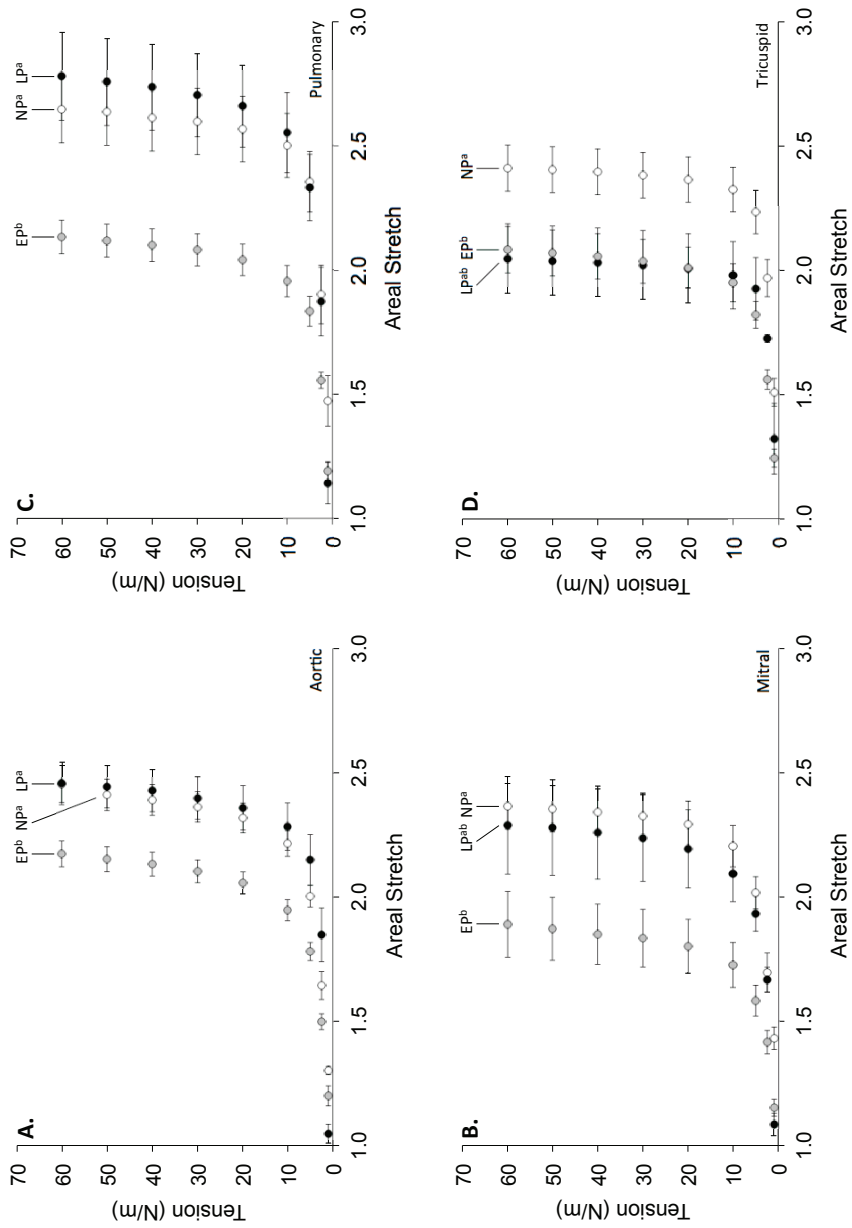 A.
70
60
50
40
30
20
10
0
Tension (N/m)
EPᵇ
NPᵃ
LPᵃ
Aortic
1.0
1.5
2.0
2.5
3.0
Areal Stretch
C.
70
60
50
40
30
20
10
0
Tension (N/m)
EPᵇ
NPᵃ
LPᵃ
Pulmonary
1.0
1.5
2.0
2.5
3.0
Areal Stretch
B.
70
60
50
40
30
20
10
0
Tension (N/m)
EPᵇ
LPᵃᵇ
NPᵃ
Mitral
1.0
1.5
2.0
2.5
3.0
Areal Stretch
D.
70
60
50
40
30
20
10
0
Tension (N/m)
LPᵃᵇ
EPᵇ
NPᵃ
Tricuspid
1.0
1.5
2.0
2.5
3.0
Areal Stretch